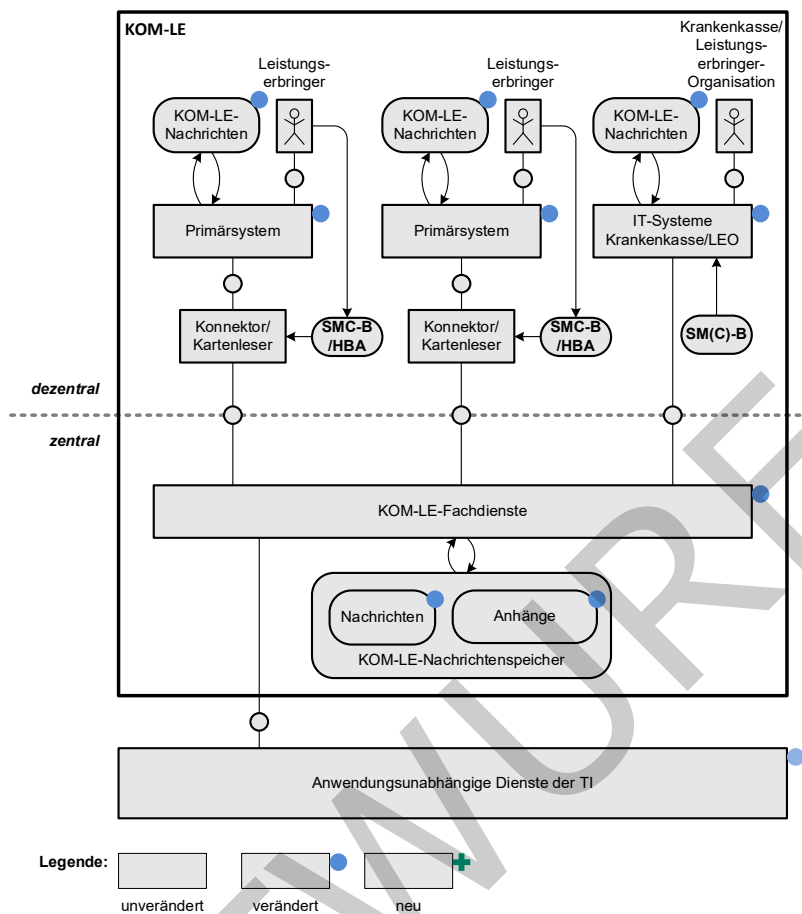 KOM-LE
Leistungs-
erbringer
Leistungs-
erbringer
Krankenkasse/
Leistungs-
erbringer-
Organisation
KOM-LE-
Nachrichten
KOM-LE-
Nachrichten
KOM-LE-
Nachrichten
Primärsystem
Primärsystem
IT-Systeme
Krankenkasse/LEO
Konnektor/
Kartenleser
SMC-B
/HBA
Konnektor/
Kartenleser
SMC-B
/HBA
SM(C)-B
dezentral
zentral
KOM-LE-Fachdienste
Nachrichten
Anhänge
KOM-LE-Nachrichtenspeicher
Anwendungsunabhängige Dienste der TI
Legende:
unverändert
verändert
neu